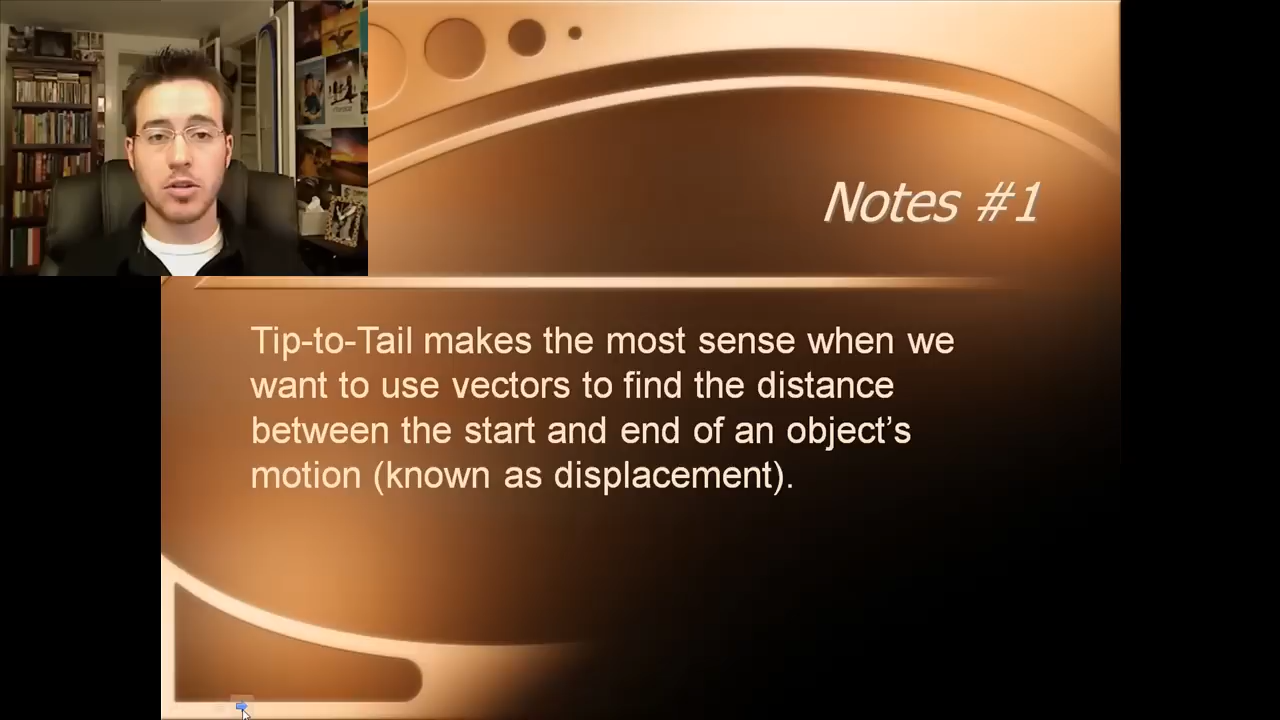 Notes #1
Tip-to-Tail makes the most sense when we
want to use vectors to find the distance
between the start and end of an object’s
motion (known as displacement).